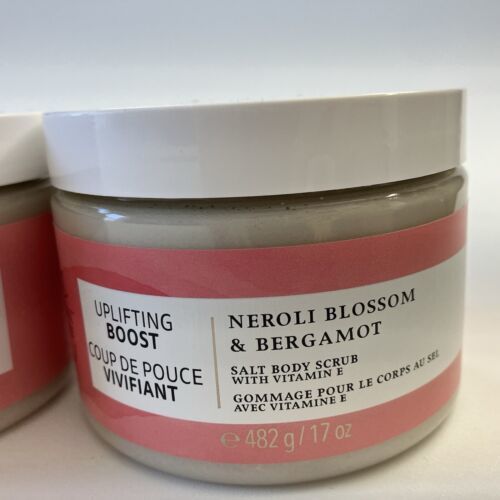 UPLIFTING
BOOST
COUP DE POUCE
VIVIFIANT
NEROLI BLOSSOM
& BERGAMOT
SALT BODY SCRUB
WITH VITAMIN E
GOMMAGE POUR LE CORPS AU SEL
AVEC VITAMINE E
℮ 482 g / 17 oz